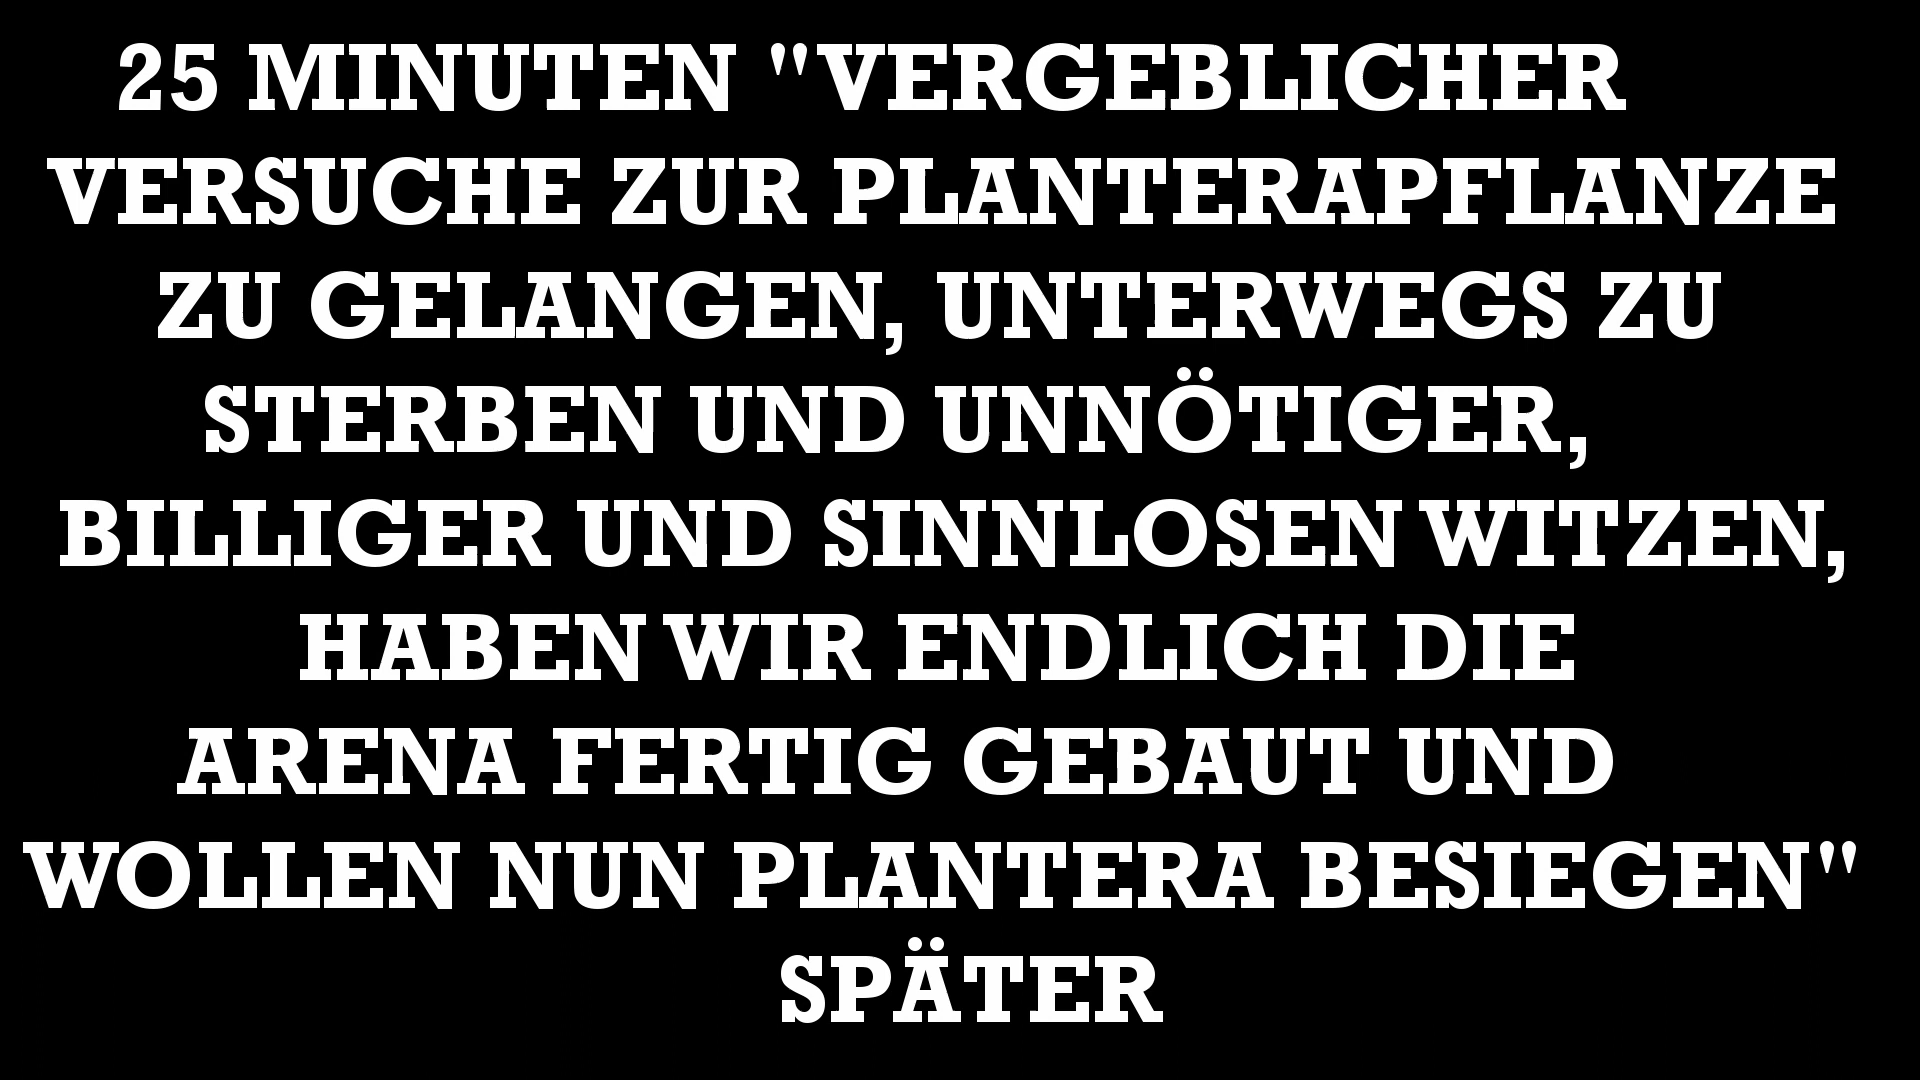 25 MINUTEN "VERGEBLICHER
VERSUCHE ZUR PLANTERAPFLANZE
ZU GELANGEN, UNTERWEGS ZU
STERBEN UND UNNÖTIGER,
BILLIGER UND SINNLOSEN WITZEN,
HABEN WIR ENDLICH DIE
ARENA FERTIG GEBAUT UND
WOLLEN NUN PLANTERA BESIEGEN"
SPÄTER